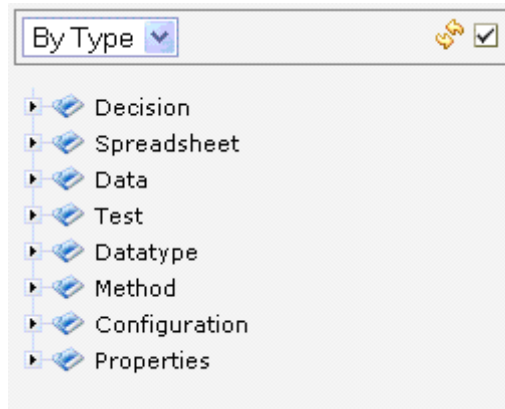 By Type
Decision
Spreadsheet
Data
Test
Datatype
Method
Configuration
Properties